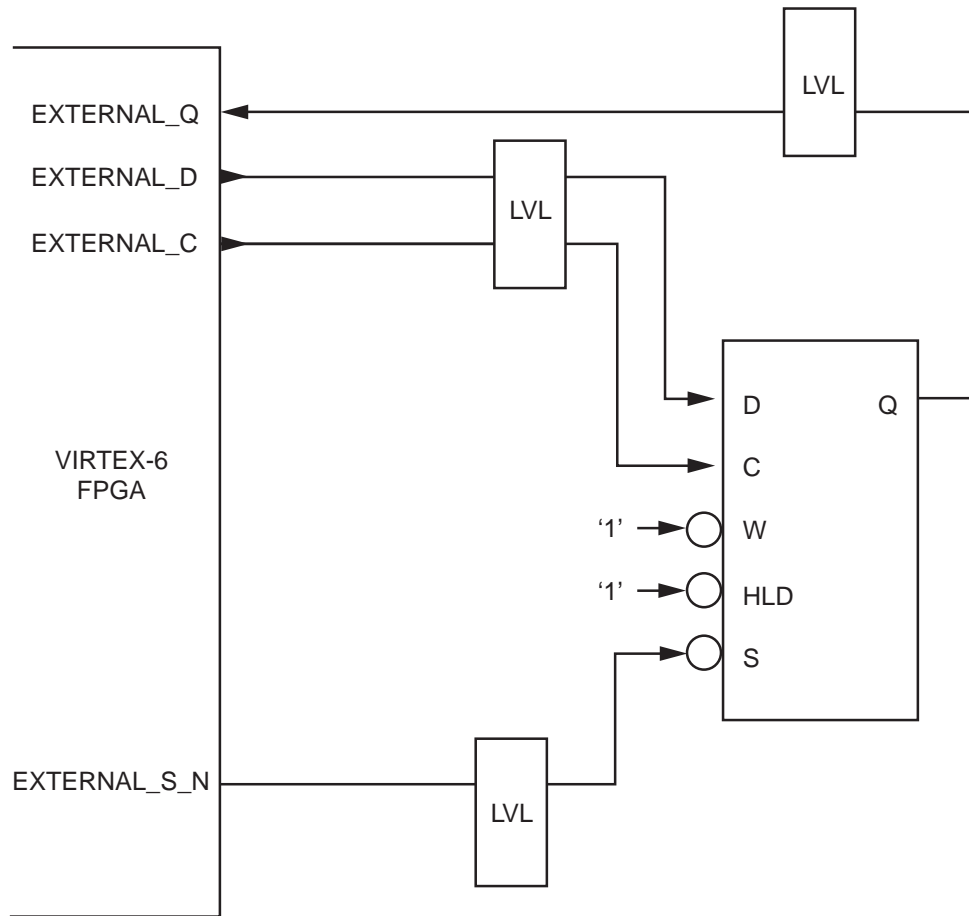 LVL
EXTERNAL_Q
EXTERNAL_D
LVL
EXTERNAL_C
D
Q
C
VIRTEX-6
FPGA
‘1’
W
‘1’
HLD
S
EXTERNAL_S_N
LVL